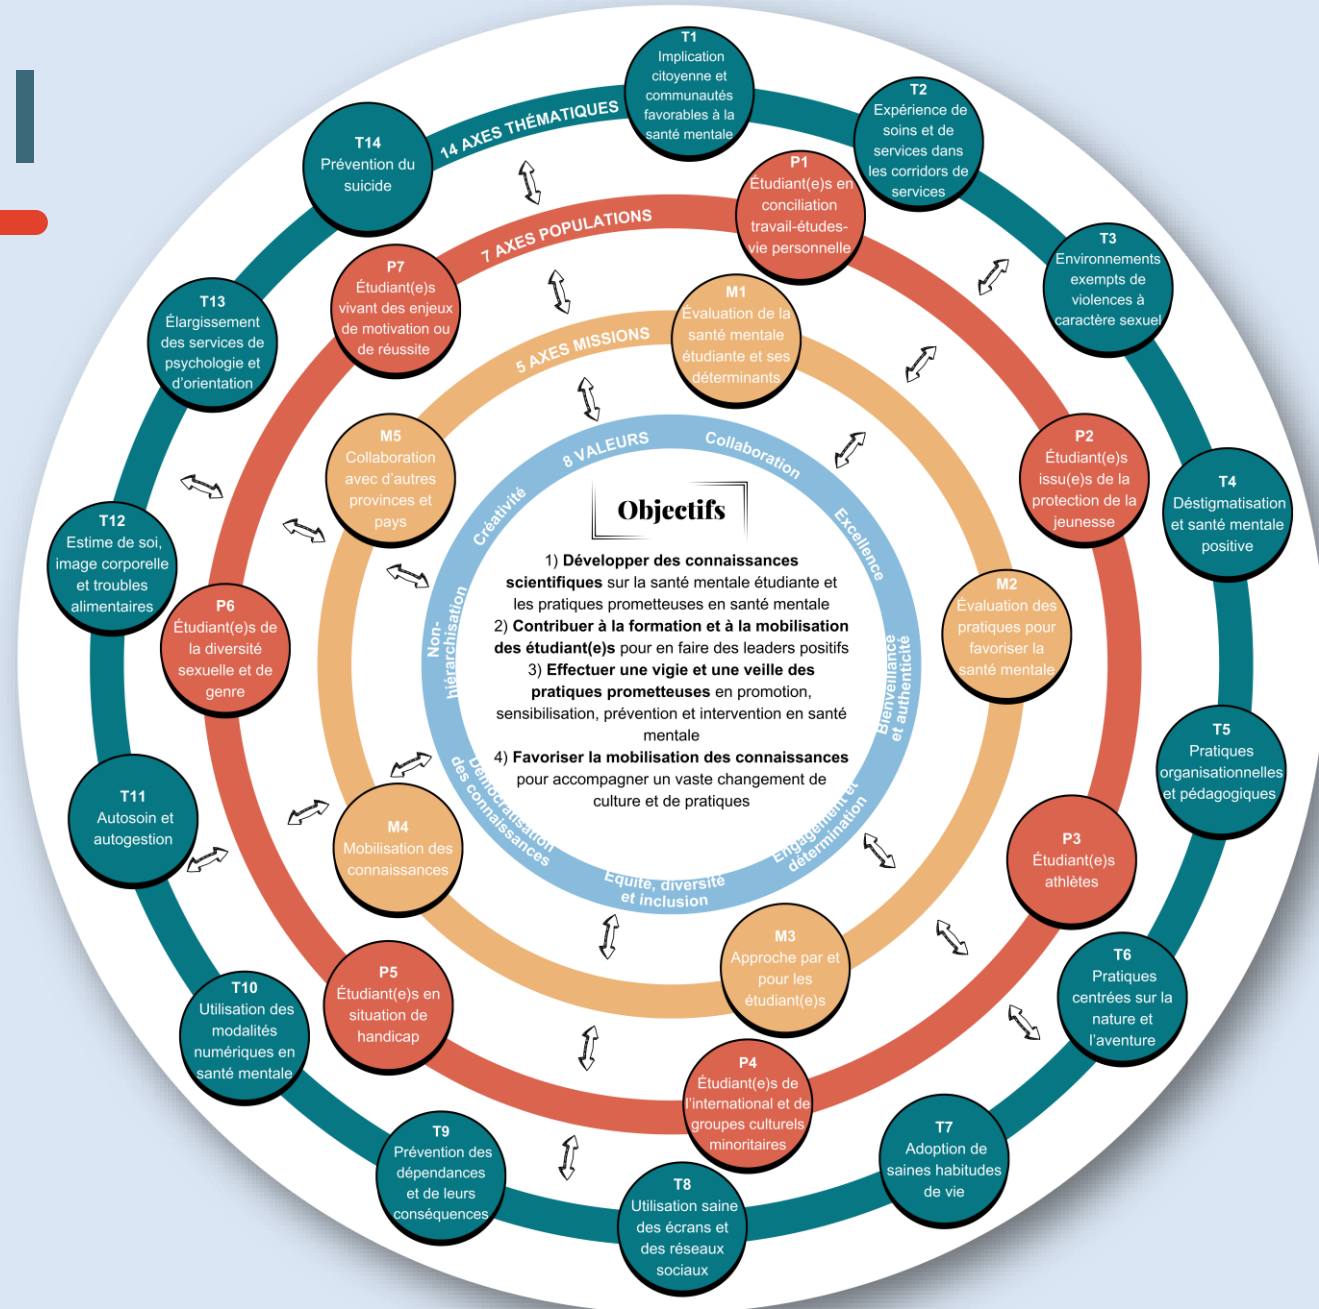 14 AXES THÉMATIQUES
T1
Implication
citoyenne et
communautés
favorables à la
santé mentale
T2
Expérience de
soins et de
services dans
les corridors de
services
T3
Environnements
exempts de
violences à
caractère sexuel
T4
Déstigmatisation
et santé mentale
positive
T5
Pratiques
organisationnelles
et pédagogiques
T6
Pratiques
centrées sur la
nature et
l'aventure
T7
Adoption de
saines habitudes
de vie
T8
Utilisation saine
des écrans et
des réseaux
sociaux
T9
Prévention des
dépendances
et de leurs
conséquences
T10
Utilisation des
modalités
numériques en
santé mentale
T11
Autosoin et
autogestion
T12
Estime de soi,
image corporelle
et troubles
alimentaires
T13
Élargissement
des services de
psychologie et
d'orientation
T14
Prévention du
suicide
7 AXES POPULATIONS
P1
Étudiant(e)s en
conciliation
travail-études-
vie personnelle
P2
Étudiant(e)s
issu(e)s de la
protection de la
jeunesse
P3
Étudiant(e)s
athlètes
P4
Étudiant(e)s de
l'international et de
groupes culturels
minoritaires
P5
Étudiant(e)s en
situation de
handicap
P6
Étudiant(e)s de
la diversité
sexuelle et de
genre
P7
Étudiant(e)s
vivant des enjeux
de motivation ou
de réussite
5 AXES MISSIONS
M1
Évaluation de la
santé mentale
étudiante et ses
déterminants
M2
Évaluation des
pratiques pour
favoriser la
santé mentale
M3
Approche par et
pour les
étudiant(e)s
M4
Mobilisation des
connaissances
M5
Collaboration
avec d'autres
provinces et
pays
8 VALEURS
Collaboration
Excellence
Bienveillance
et authenticité
Engagement et
détermination
Équité, diversité
et inclusion
Démocratisation
des connaissances
Non-
hiérarchisation
Créativité
Objectifs
1) Développer des connaissances
scientifiques sur la santé mentale étudiante et
les pratiques prometteuses en santé mentale
2) Contribuer à la formation et à la mobilisation
des étudiant(e)s pour en faire des leaders positifs
3) Effectuer une vigie et une veille des
pratiques prometteuses en promotion,
sensibilisation, prévention et intervention en santé
mentale
4) Favoriser la mobilisation des connaissances
pour accompagner un vaste changement de
culture et de pratiques